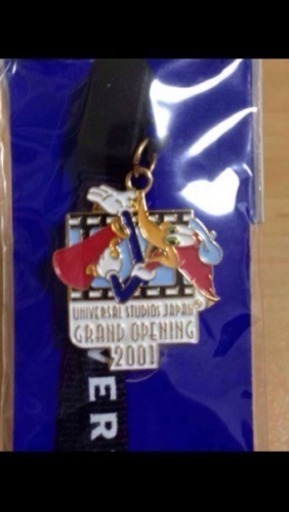 UNIVERSAL STUDIOS JAPAN®
GRAND OPENING
2001
VER